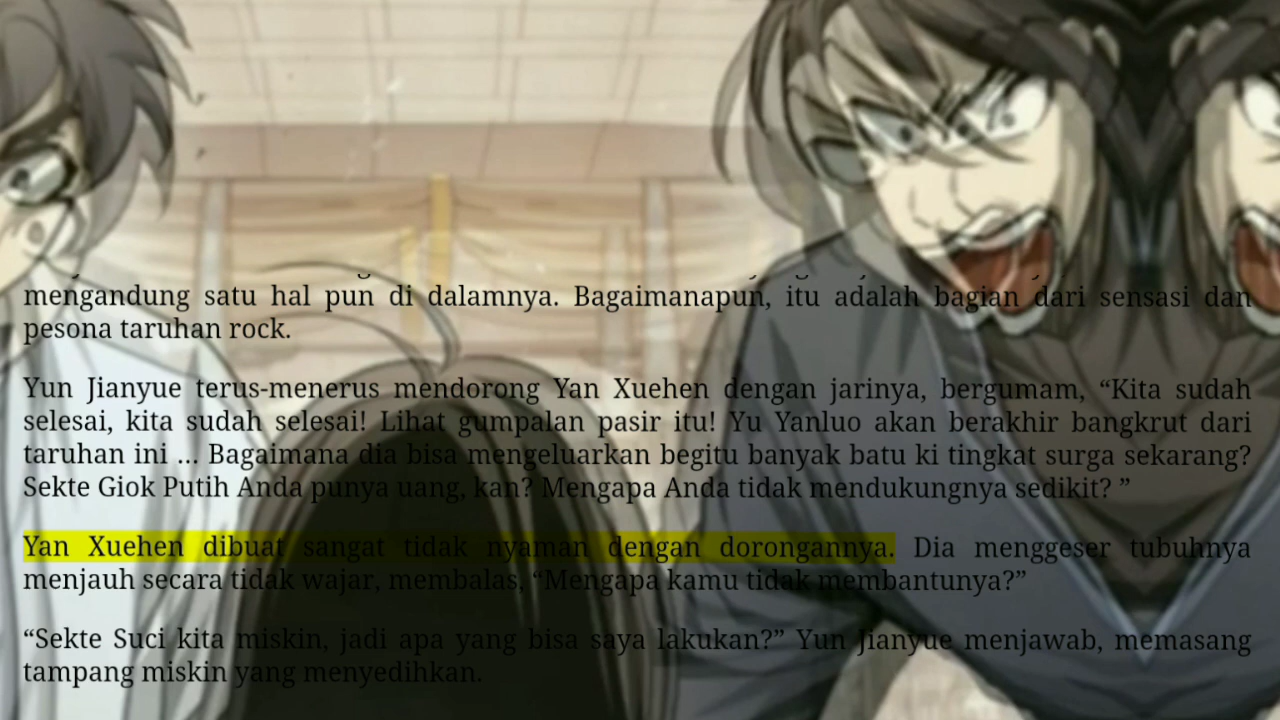 mengandung satu hal pun di dalamnya. Bagaimanapun, itu adalah bagian dari sensasi dan
pesona taruhan rock.
Yun Jianyue terus-menerus mendorong Yan Xuehen dengan jarinya, bergumam, “Kita sudah
selesai, kita sudah selesai! Lihat gumpalan pasir itu! Yu Yanluo akan berakhir bangkrut dari
taruhan ini ... Bagaimana dia bisa mengeluarkan begitu banyak batu ki tingkat surga sekarang?
Sekte Giok Putih Anda punya uang, kan? Mengapa Anda tidak mendukungnya sedikit? ”
Yan Xuehen dibuat sangat tidak nyaman dengan dorongannya. Dia menggeser tubuhnya
menjauh secara tidak wajar, membalas, “Mengapa kamu tidak membantunya?”
“Sekte Suci kita miskin, jadi apa yang bisa saya lakukan?” Yun Jianyue menjawab, memasang
tampang miskin yang menyedihkan.